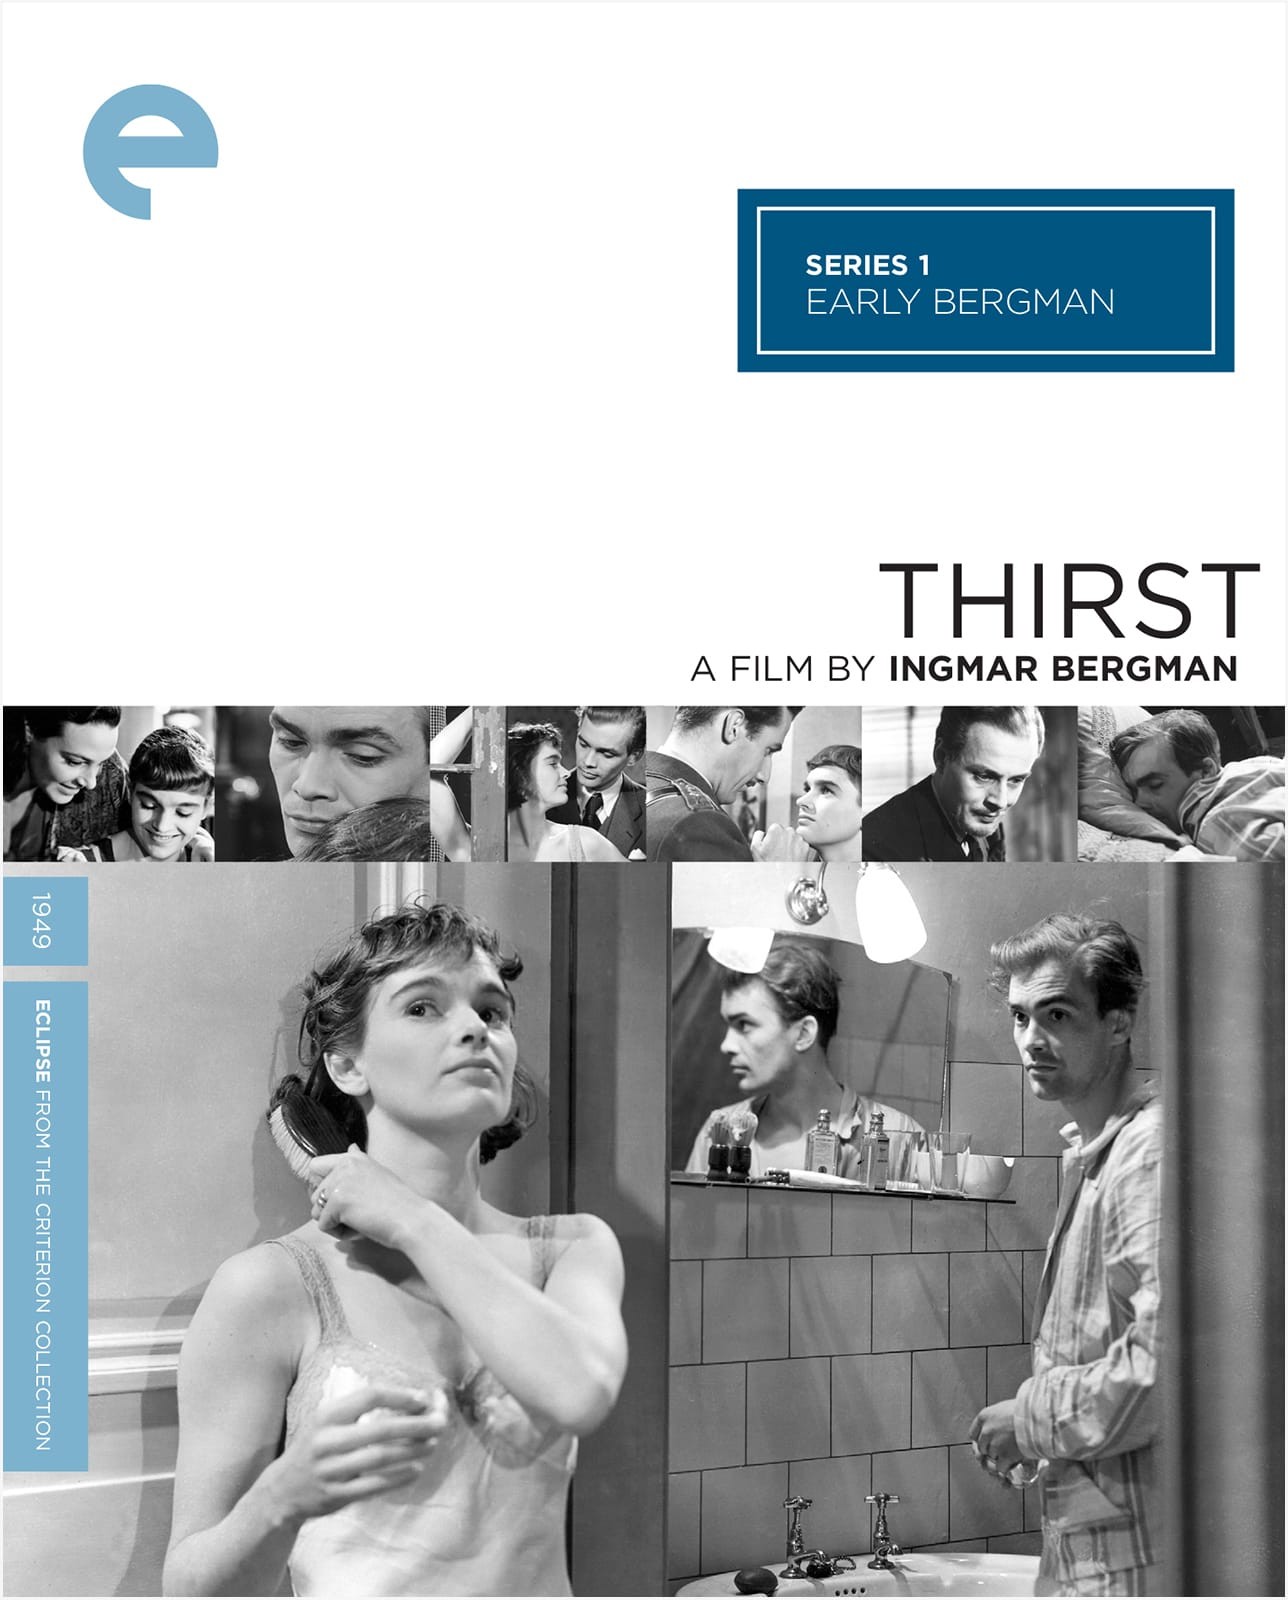 e
SERIES 1
EARLY BERGMAN
THIRST
A FILM BY INGMAR BERGMAN
1949
ECLIPSE FROM THE CRITERION COLLECTION